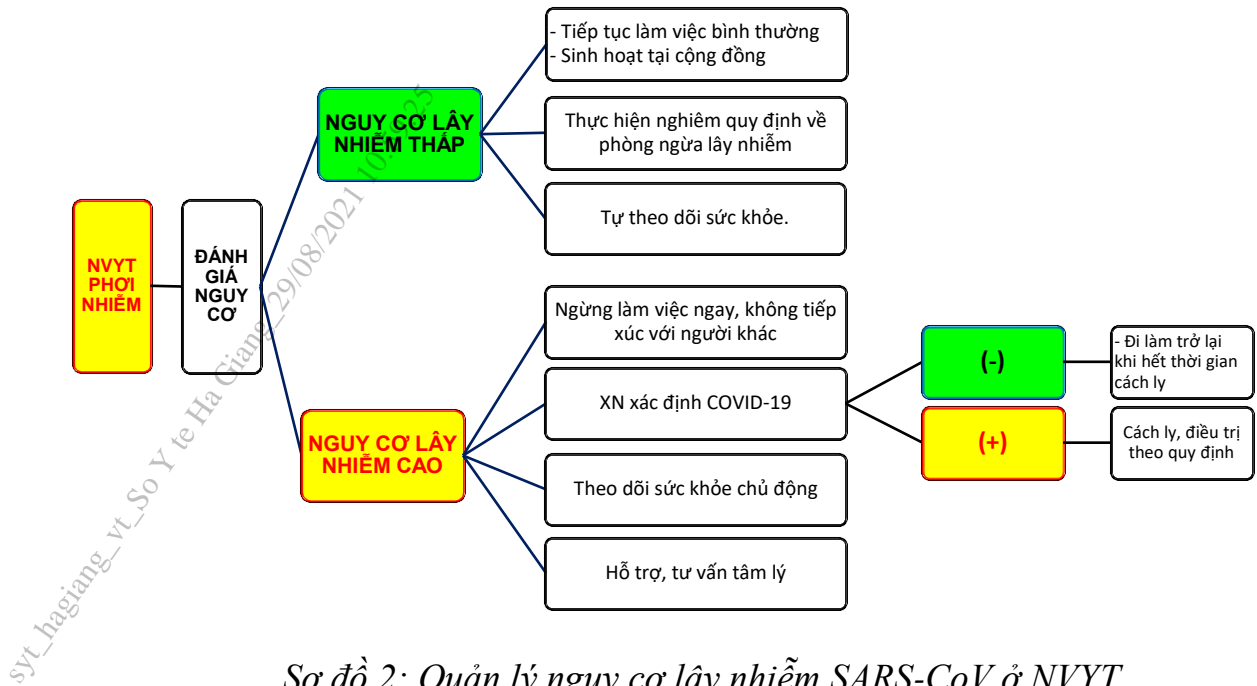 NVYT
PHƠI
NHIỄM
ĐÁNH
GIÁ
NGUY
CƠ
NGUY CƠ LÂY
NHIỄM THẤP
- Tiếp tục làm việc bình thường
- Sinh hoạt tại cộng đồng
Thực hiện nghiêm quy định về
phòng ngừa lây nhiễm
Tự theo dõi sức khỏe.
NGUY CƠ LÂY
NHIỄM CAO
Ngừng làm việc ngay, không tiếp
xúc với người khác
XN xác định COVID-19
(-)
- Đi làm trở lại
khi hết thời gian
cách ly
(+)
Cách ly, điều trị
theo quy định
Theo dõi sức khỏe chủ động
Hỗ trợ, tư vấn tâm lý
syt_hagiang_vt_So Y te Ha Giang_29/08/2021
Sơ đồ 2: Quản lý nguy cơ lây nhiễm SARS-CoV ở NVYT